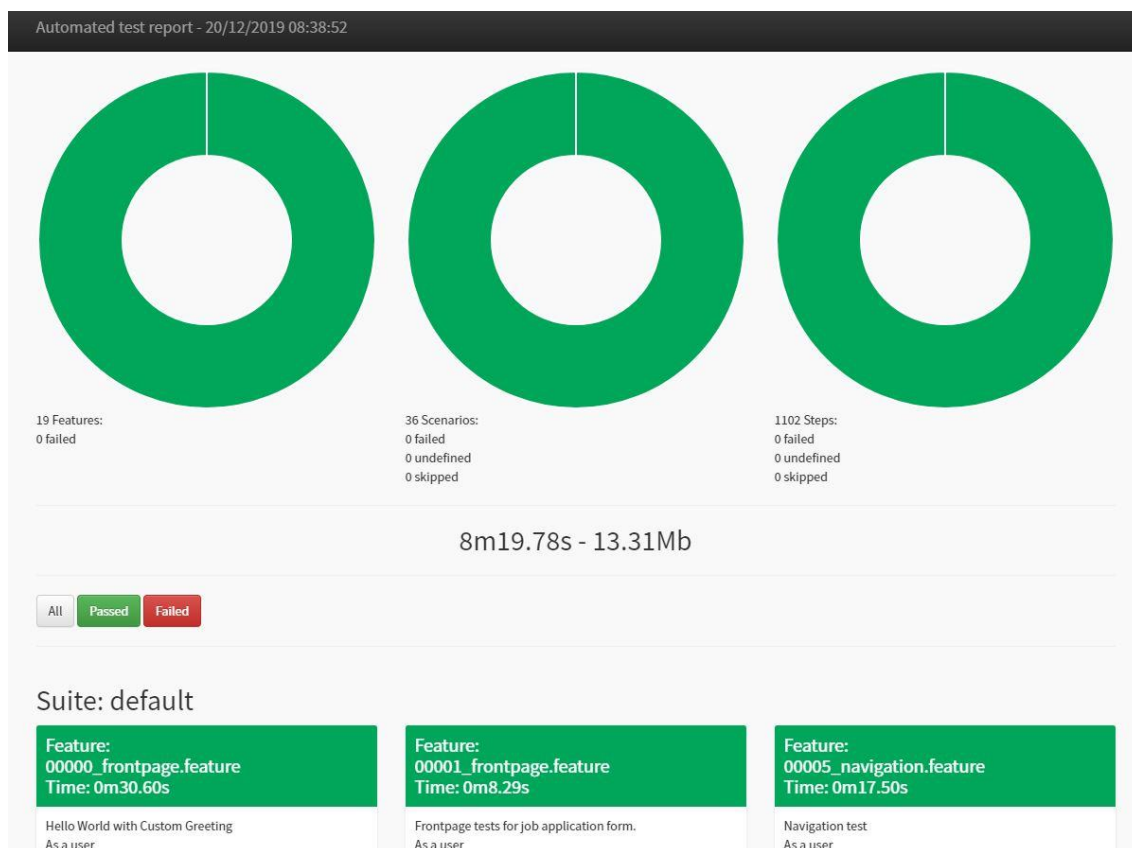 Automated test report - 20/12/2019 08:38:52
19 Features:
0 failed
36 Scenarios:
0 failed
0 undefined
0 skipped
1102 Steps:
0 failed
0 undefined
0 skipped
8m19.78s - 13.31Mb
All Passed Failed
Suite: default
Feature:
00000_frontpage.feature
Time: 0m30.60s
Hello World with Custom Greeting
As a user
Feature:
00001_frontpage.feature
Time: 0m8.29s
Frontpage tests for job application form.
As a user
Feature:
00005_navigation.feature
Time: 0m17.50s
Navigation test
As a user